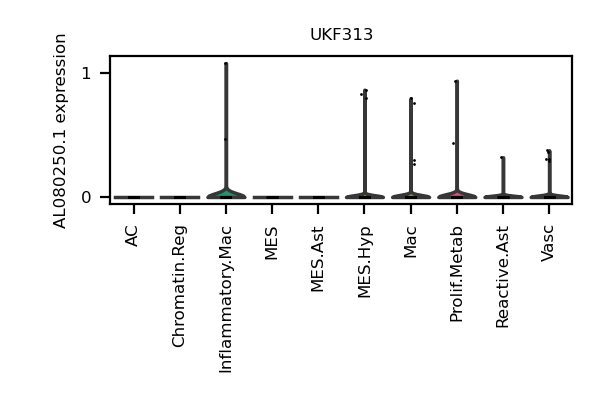 UKF313
AL080250.1 expression
1
0
AC
Chromatin.Reg
Inflammatory.Mac
MES
MES.Ast
MES.Hyp
Mac
Prolif.Metab
Reactive.Ast
Vasc